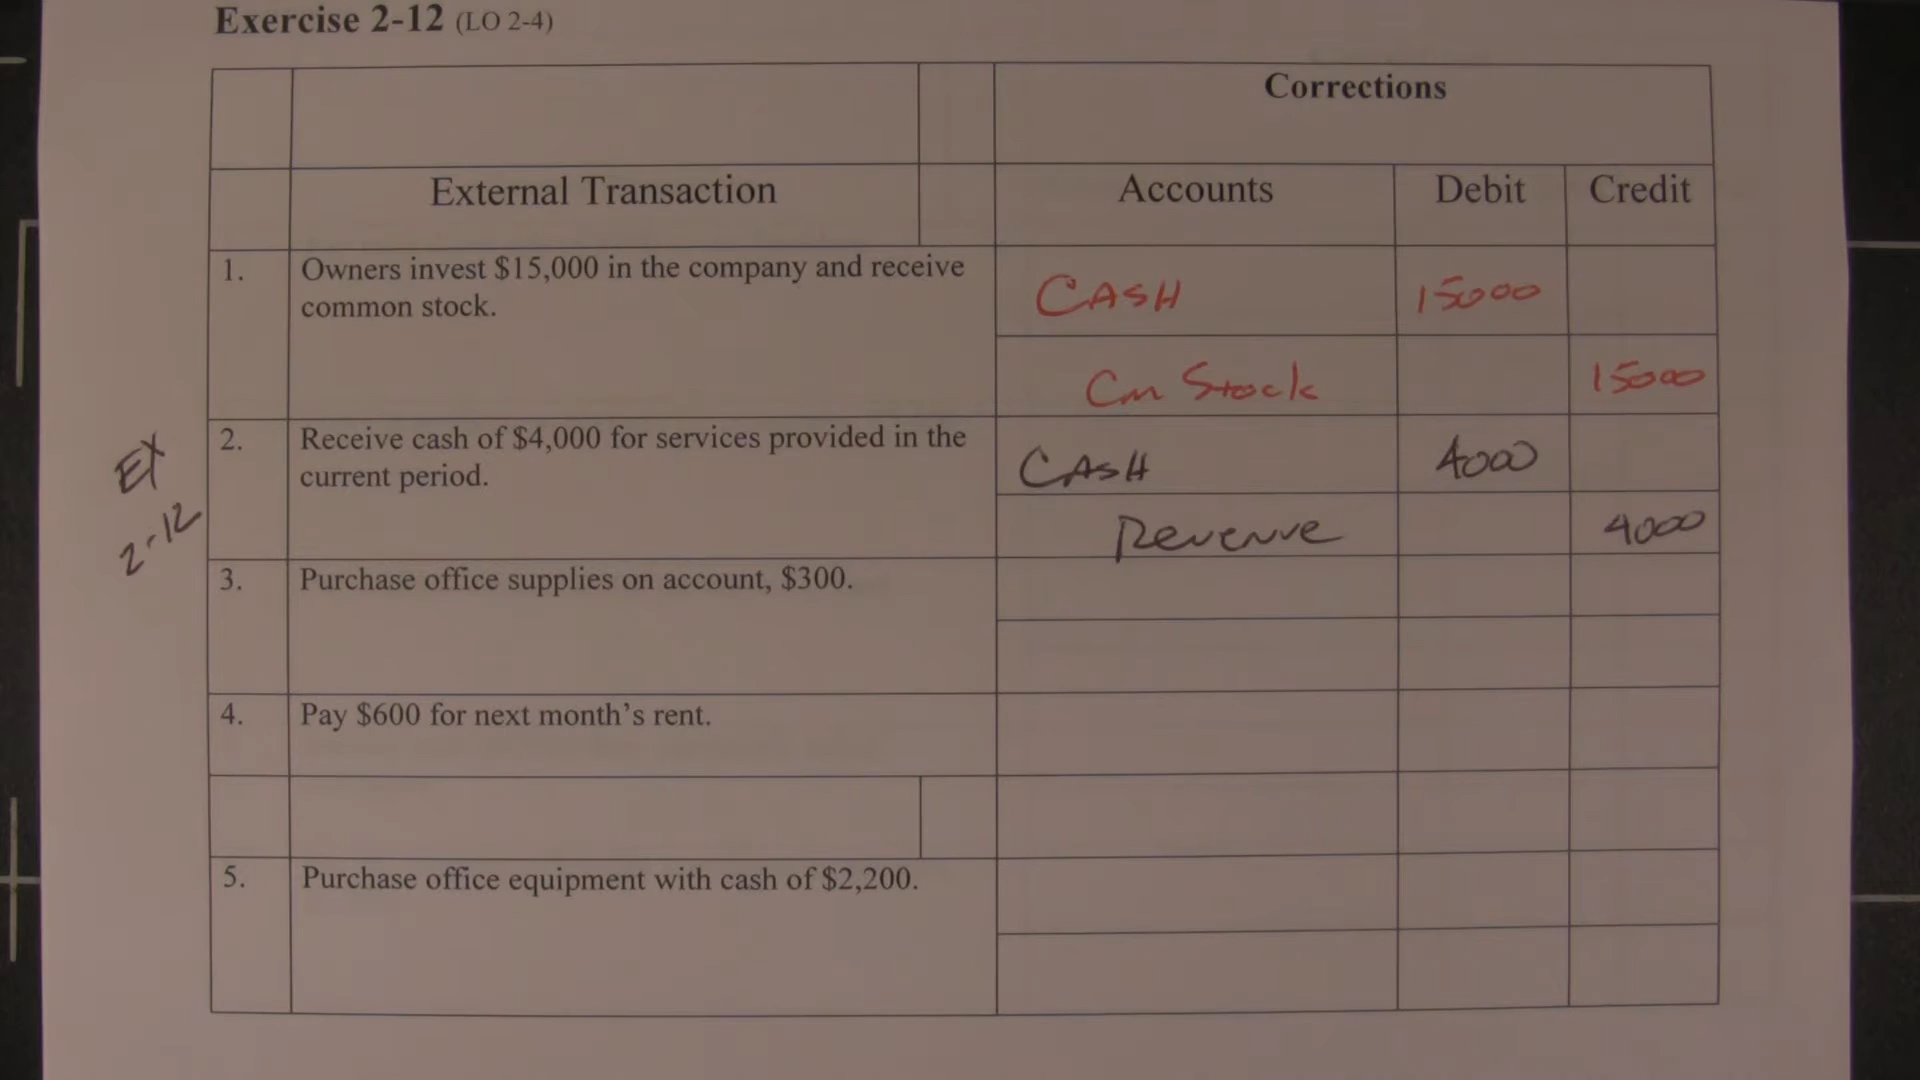 Exercise 2-12 (LO 2-4)
Corrections
External Transaction Accounts Debit Credit
1. Owners invest $15,000 in the company and receive
common stock.
CASH 15000
Cm Stock 15000
2. Receive cash of $4,000 for services provided in the
current period.
CASH 4000
Revenue 4000
EX
2-12
3. Purchase office supplies on account, $300.
4. Pay $600 for next month's rent.
5. Purchase office equipment with cash of $2,200.